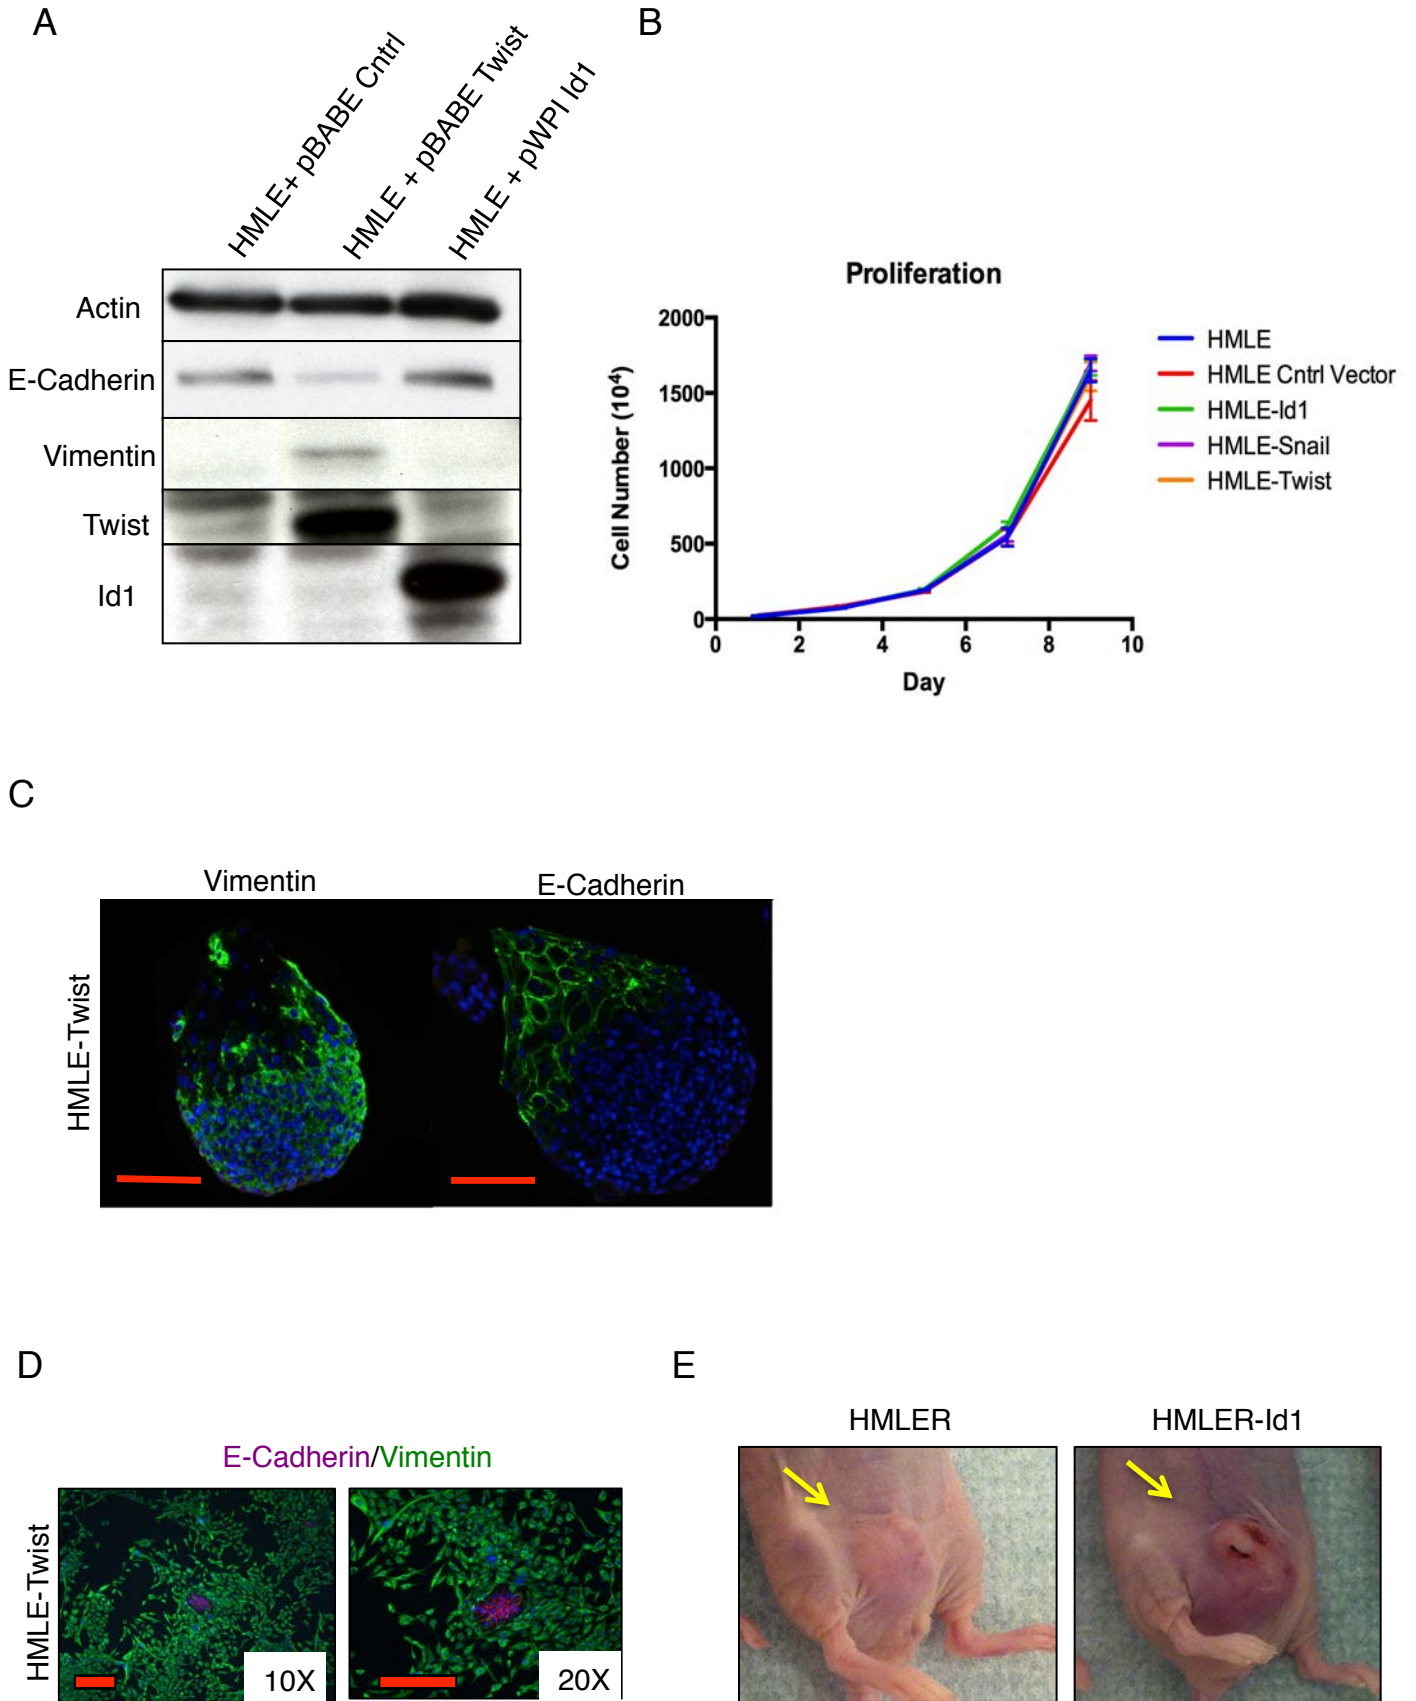 A
HMLE+ pBABE Cntrl
HMLE + pBABE Twist
HMLE + pWPI Id1
Actin
E-Cadherin
Vimentin
Twist
Id1
B
Proliferation
Cell Number (10⁴)
2000
1500
1000
500
0
0 2 4 6 8 10
Day
HMLE
HMLE Cntrl Vector
HMLE-Id1
HMLE-Snail
HMLE-Twist
C
Vimentin
E-Cadherin
HMLE-Twist
D
E-Cadherin/Vimentin
HMLE-Twist
10X
20X
E
HMLER
HMLER-Id1